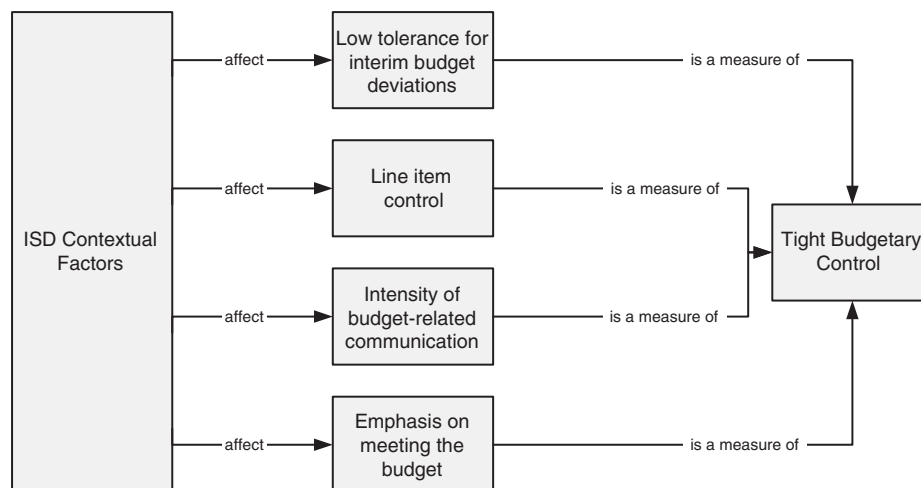 ISD Contextual
Factors
affect
Low tolerance for
interim budget
deviations
is a measure of
affect
Line item
control
is a measure of
affect
Intensity of
budget-related
communication
is a measure of
affect
Emphasis on
meeting the
budget
is a measure of
Tight Budgetary
Control